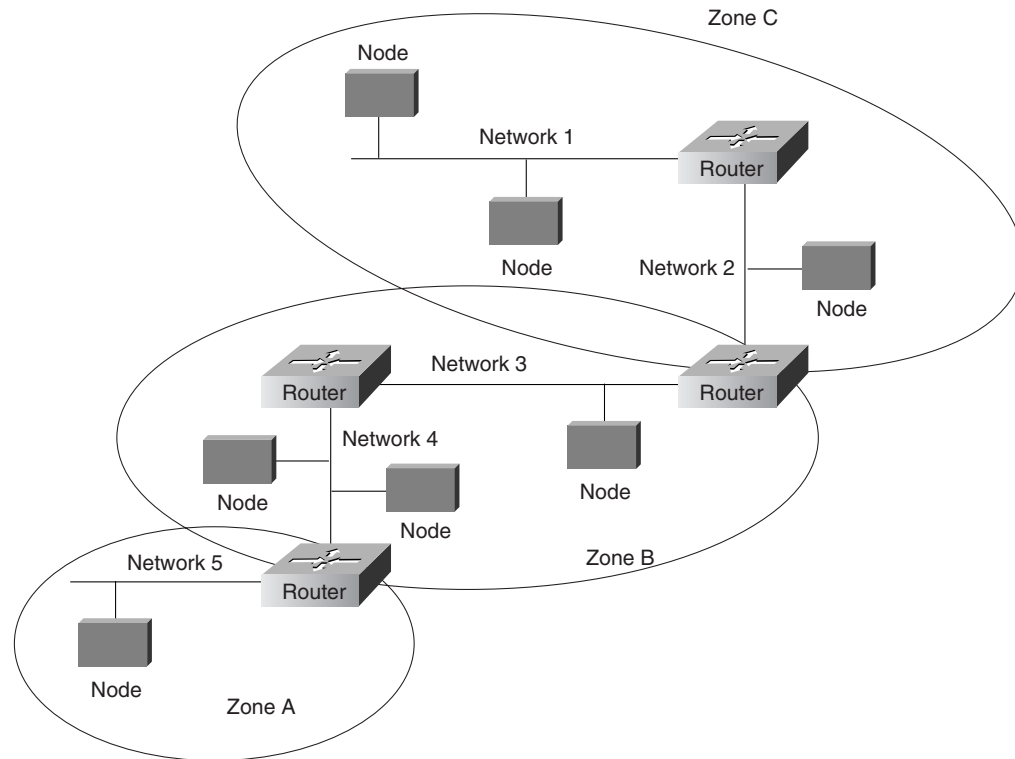 Zone C
Node
Network 1
Router
Node
Network 2
Node
Network 3
Router
Router
Network 4
Node
Node
Node
Zone B
Network 5
Router
Node
Zone A